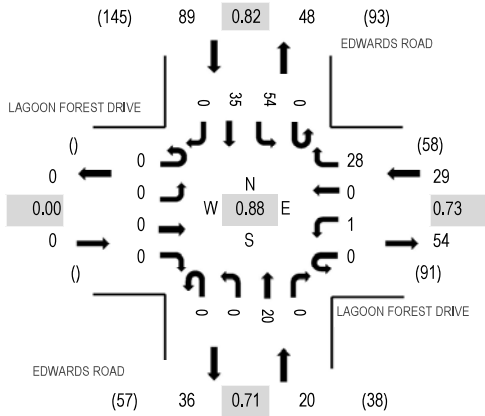 (145) 89 0.82 48 (93)
EDWARDS ROAD
LAGOON FOREST DRIVE
0 35 54 0
() 0 28 (58)
0 0 N 0 29
0.00 W 0.88 E 0.73
0 0 S 1 54
() 0 0 (91)
0 0 20 0
LAGOON FOREST DRIVE
EDWARDS ROAD
(57) 36 0.71 20 (38)